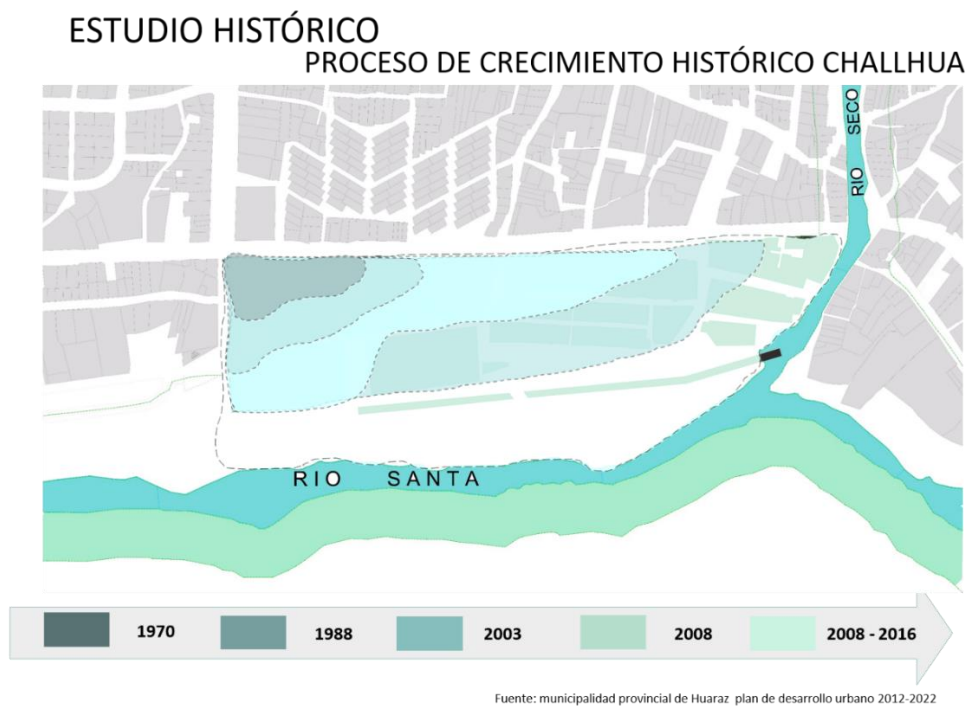 ESTUDIO HISTÓRICO
PROCESO DE CRECIMIENTO HISTÓRICO CHALLHUA
RIO SECO
RIO SANTA
1970
1988
2003
2008
2008 - 2016
Fuente: municipalidad provincial de Huaraz plan de desarrollo urbano 2012-2022